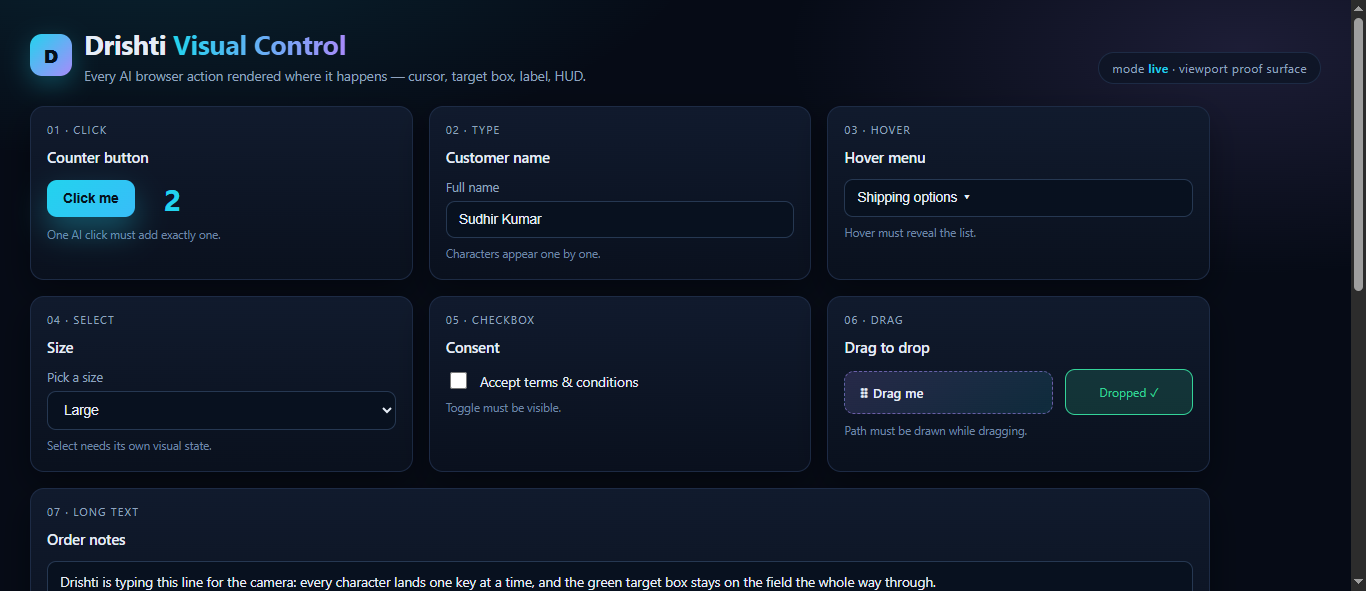 D
Drishti Visual Control
Every AI browser action rendered where it happens — cursor, target box, label, HUD.
mode live · viewport proof surface
01 · CLICK
Counter button
Click me
2
One AI click must add exactly one.
02 · TYPE
Customer name
Full name
Sudhir Kumar
Characters appear one by one.
03 · HOVER
Hover menu
Shipping options ▾
Hover must reveal the list.
04 · SELECT
Size
Pick a size
Large
Select needs its own visual state.
05 · CHECKBOX
Consent
Accept terms & conditions
Toggle must be visible.
06 · DRAG
Drag to drop
⠿ Drag me
Dropped ✓
Path must be drawn while dragging.
07 · LONG TEXT
Order notes
Drishti is typing this line for the camera: every character lands one key at a time, and the green target box stays on the field the whole way through.